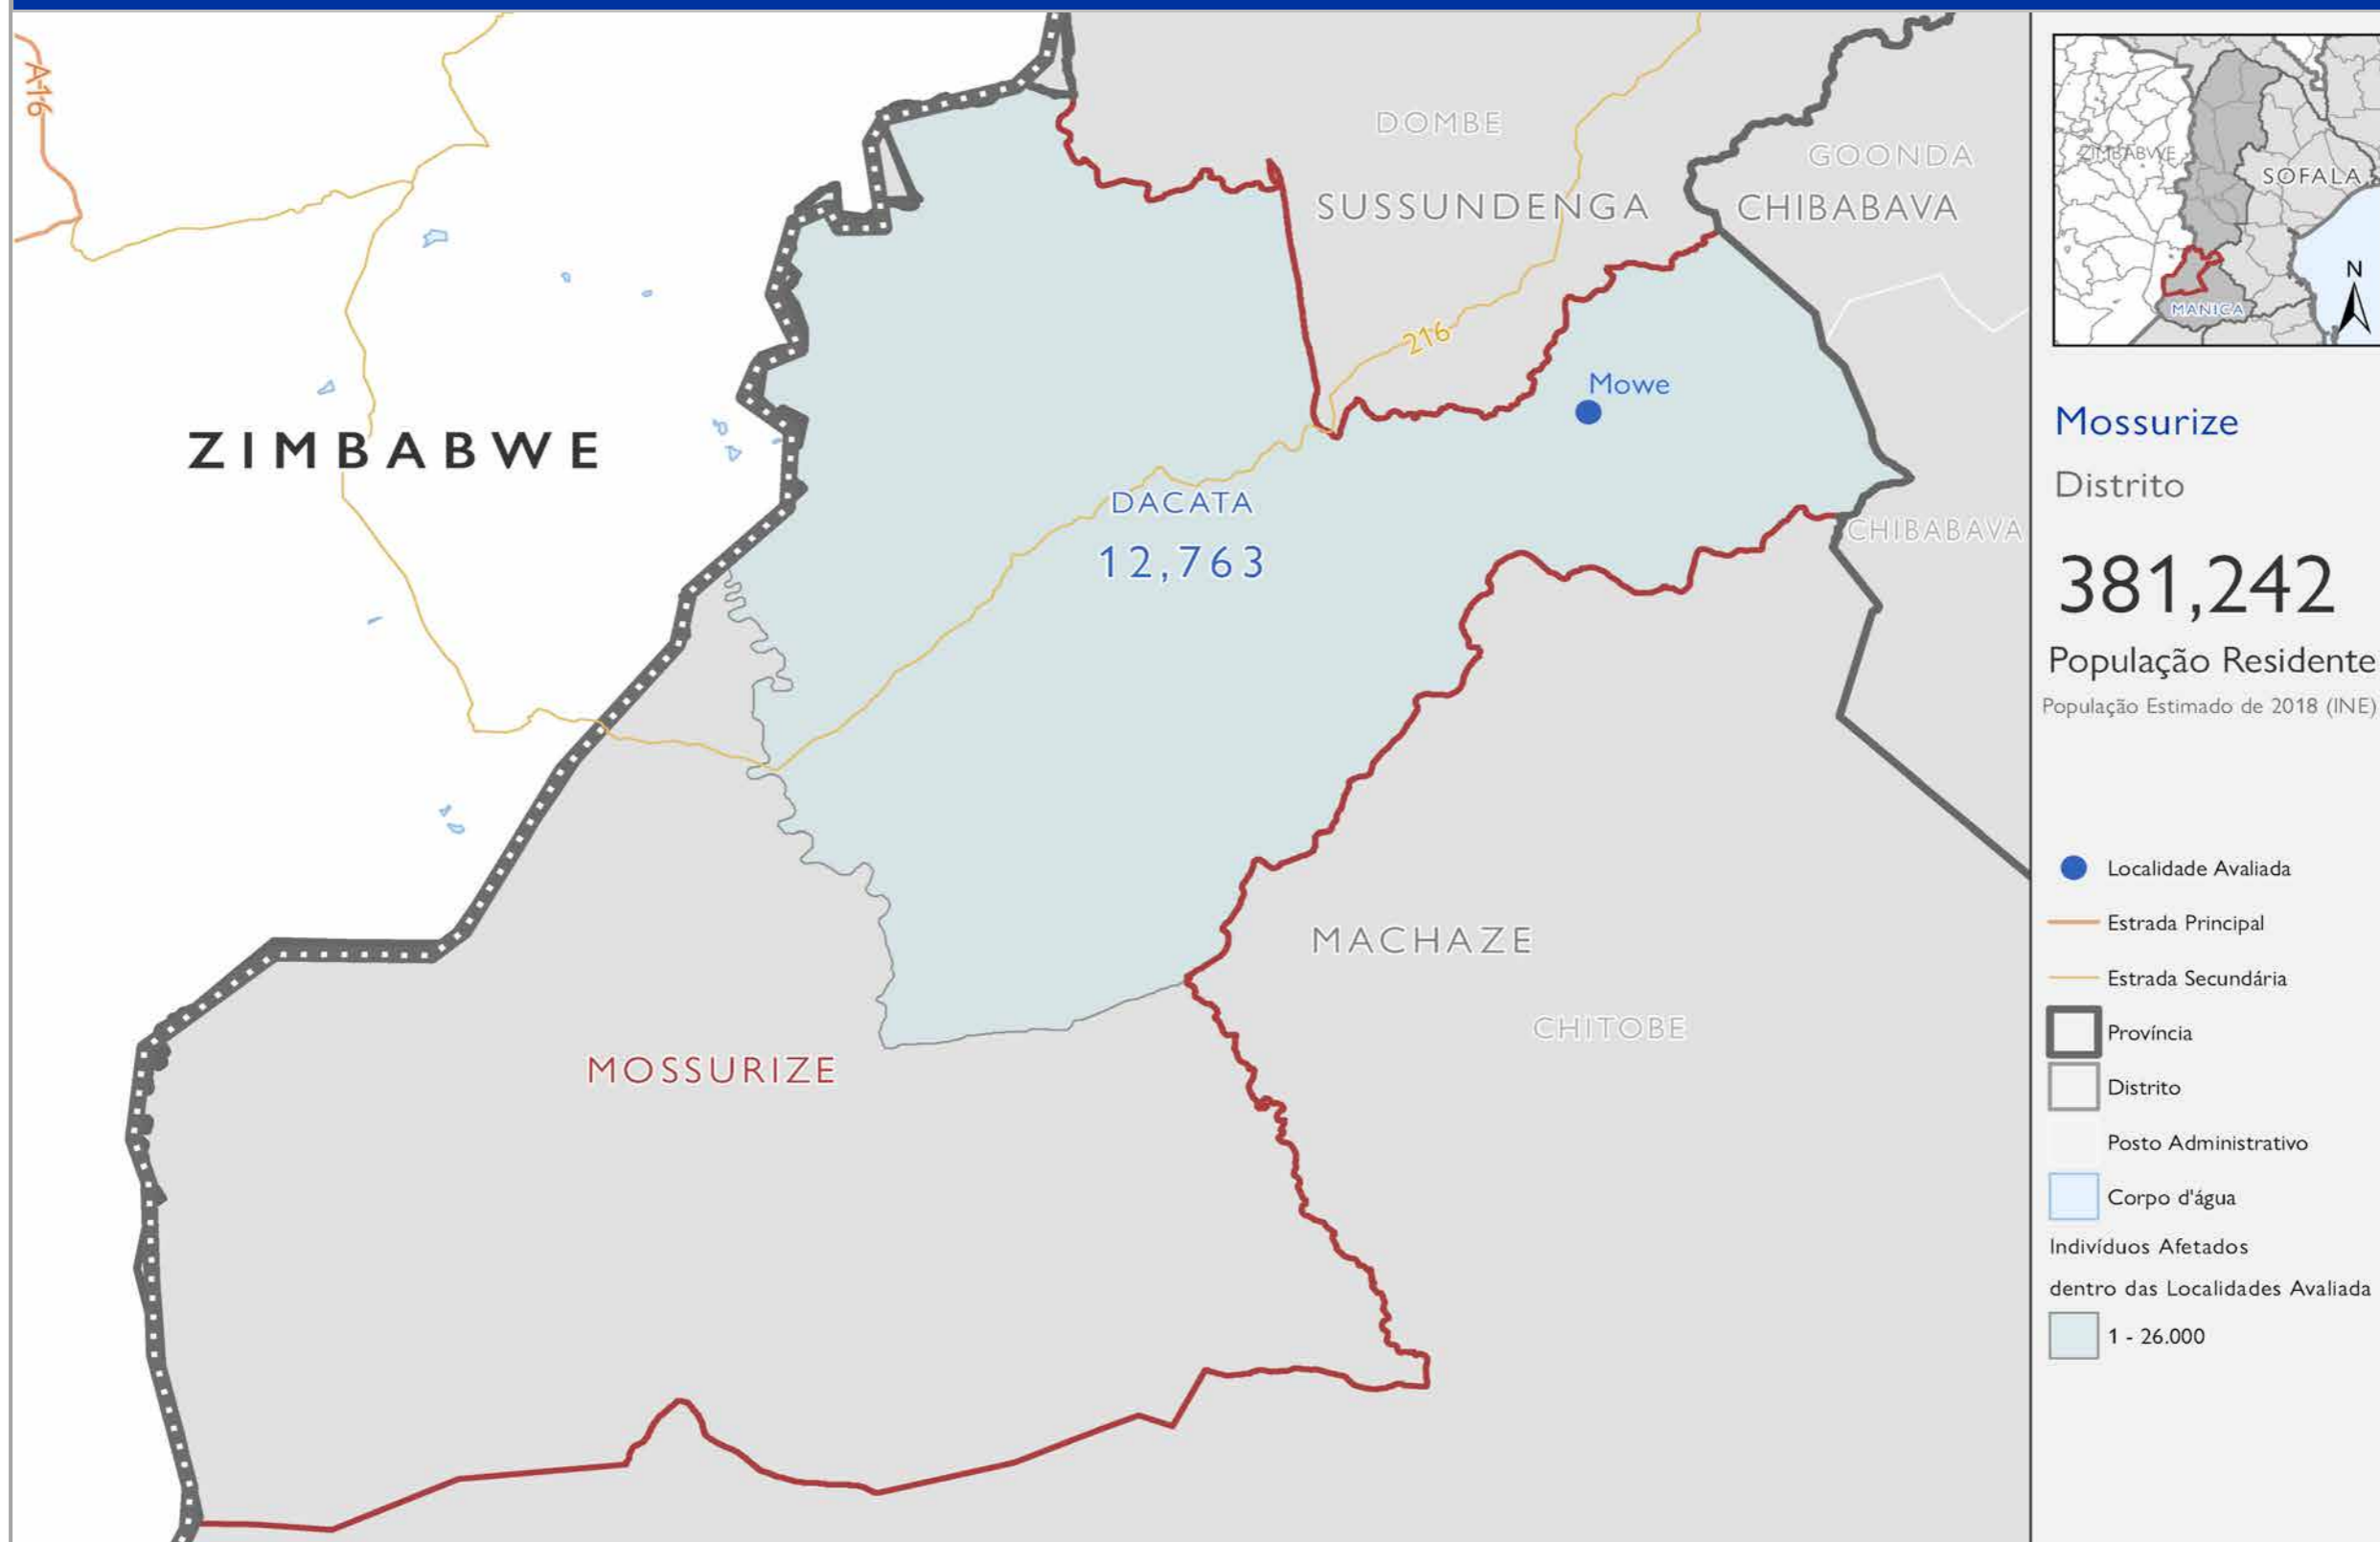 A-16
DOMBE
GOONDA
SUSSUNDENGA
CHIBABAVA
216
Mowe
ZIMBABWE
DACATA
12,763
CHIBABAVA
MACHAZE
CHITOBE
MOSSURIZE
ZIMBABWE
SOFALA
N
MANICA
Mossurize
Distrito
381,242
População Residente
População Estimado de 2018 (INE)
Localidade Avaliada
Estrada Principal
Estrada Secundária
Província
Distrito
Posto Administrativo
Corpo d'água
Indivíduos Afetados
dentro das Localidades Avaliada
1 - 26.000